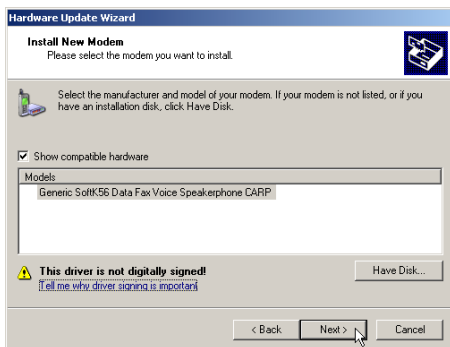 Hardware Update Wizard
Install New Modem
Please select the modem you want to install.
Select the manufacturer and model of your modem. If your modem is not listed, or if you
have an installation disk, click Have Disk.
Show compatible hardware
Models
Generic SoftK56 Data Fax Voice Speakerphone CARP
This driver is not digitally signed!
Tell me why driver signing is important
Have Disk...
< Back
Next >
Cancel